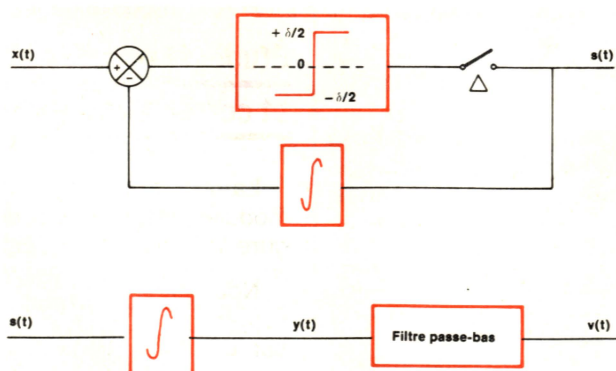 x(t)
+
−
+ δ/2
0
− δ/2
△
s(t)
∫
s(t)
∫
y(t)
Filtre passe-bas
v(t)